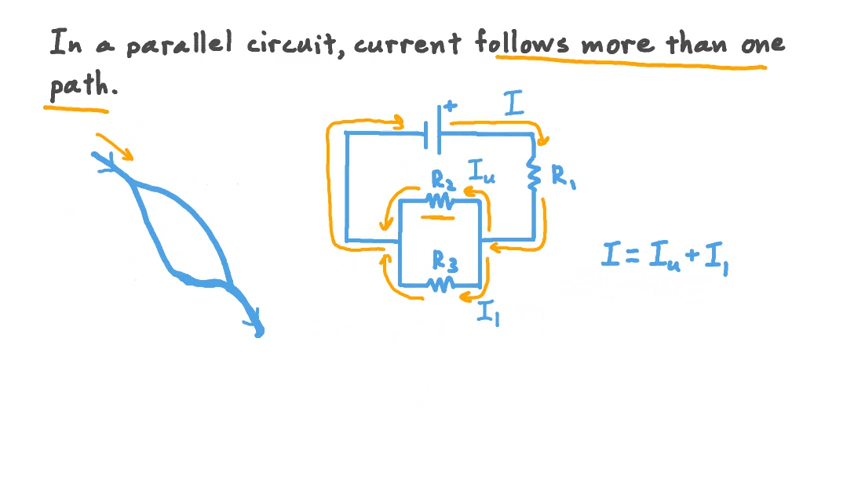 In a parallel circuit, current follows more than one
path.
+ I
R₂ Iᵤ R₁
R₃
I = Iᵤ + I₁
I₁